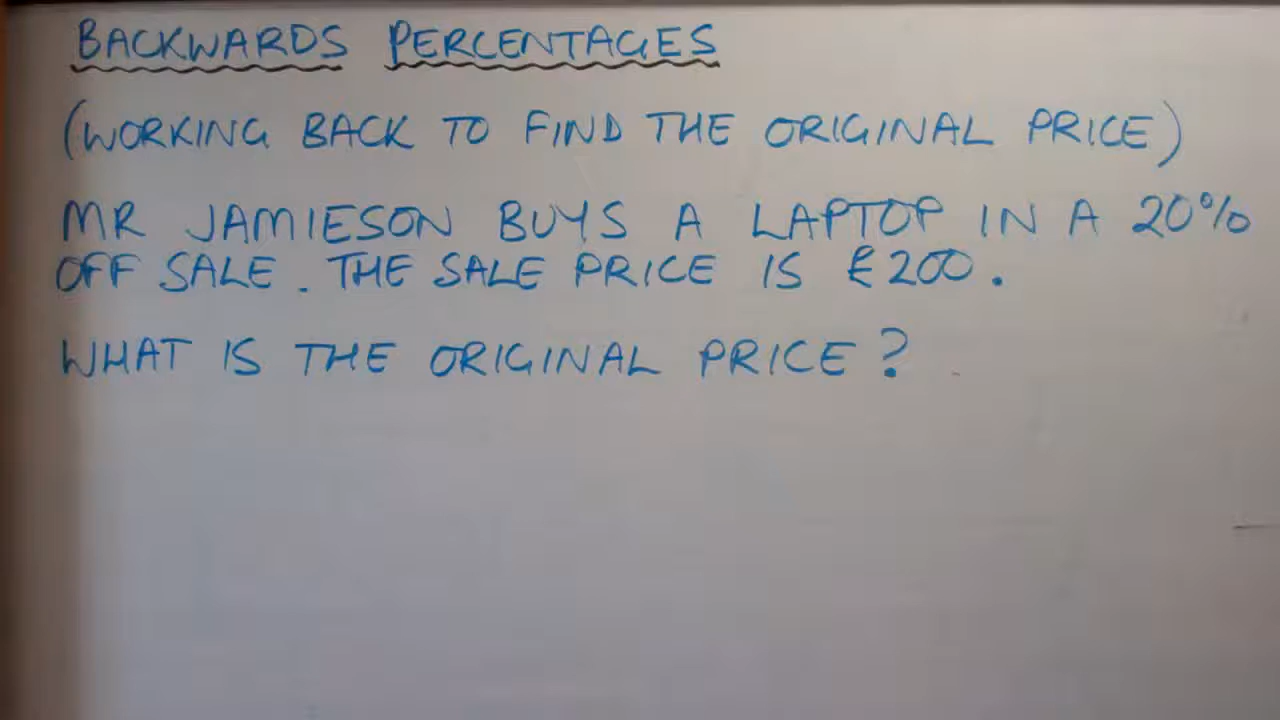 BACKWARDS PERCENTAGES
(WORKING BACK TO FIND THE ORIGINAL PRICE)
MR JAMIESON BUYS A LAPTOP IN A 20%
OFF SALE. THE SALE PRICE IS £200.
WHAT IS THE ORIGINAL PRICE?